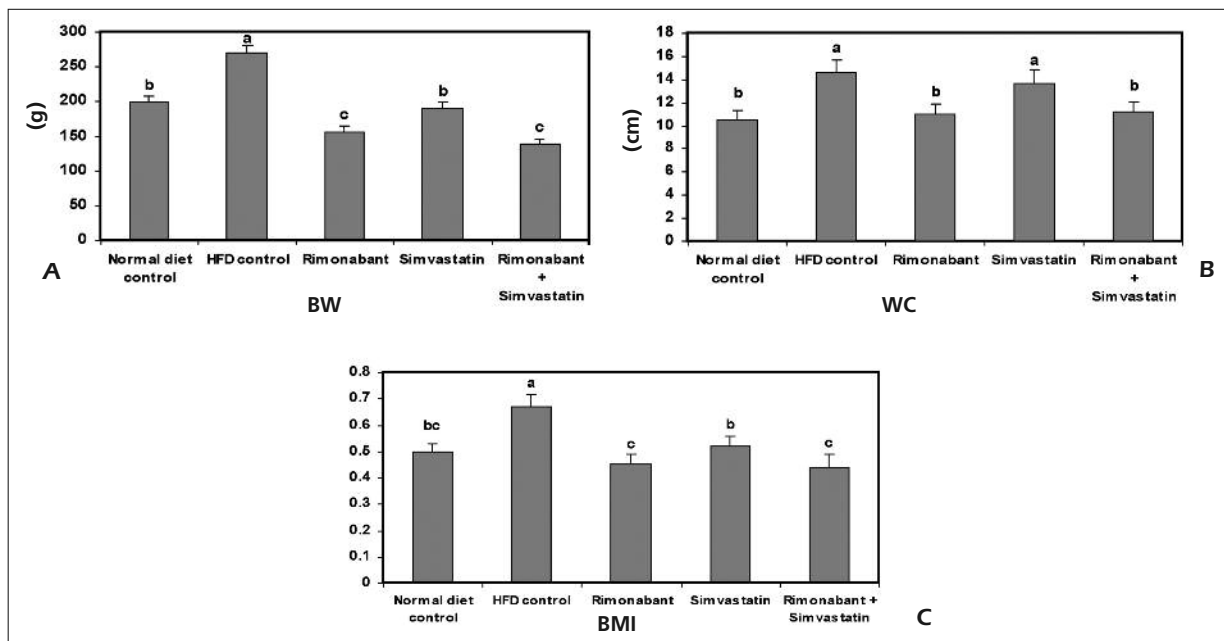 300
250
200
150
100
50
0
(g)
b
a
c
b
c
Normal diet
control
HFD control
Rimonabant
Simvastatin
Rimonabant
+
Simvastatin
A
BW
18
16
14
12
10
8
6
4
2
0
(cm)
b
a
b
a
b
Normal diet
control
HFD control
Rimonabant
Simvastatin
Rimonabant
+
Simvastatin
B
WC
0.8
0.7
0.6
0.5
0.4
0.3
0.2
0.1
0
bc
a
c
b
c
Normal diet
control
HFD control
Rimonabant
Simvastatin
Rimonabant +
Simvastatin
BMI
C